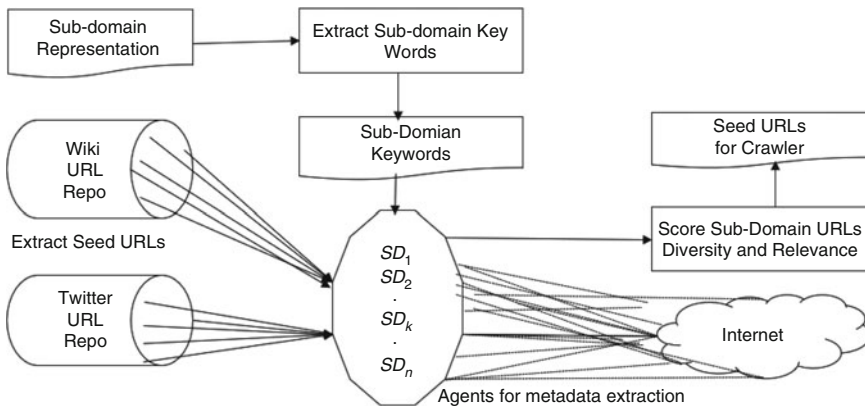 Sub-domain
Representation
Extract Sub-domain Key
Words
Sub-Domian
Keywords
Wiki
URL
Repo
Extract Seed URLs
Twitter
URL
Repo
SD1
SD2
.
SDk
.
SDn
Seed URLs
for Crawler
Score Sub-Domain URLs
Diversity and Relevance
Internet
Agents for metadata extraction